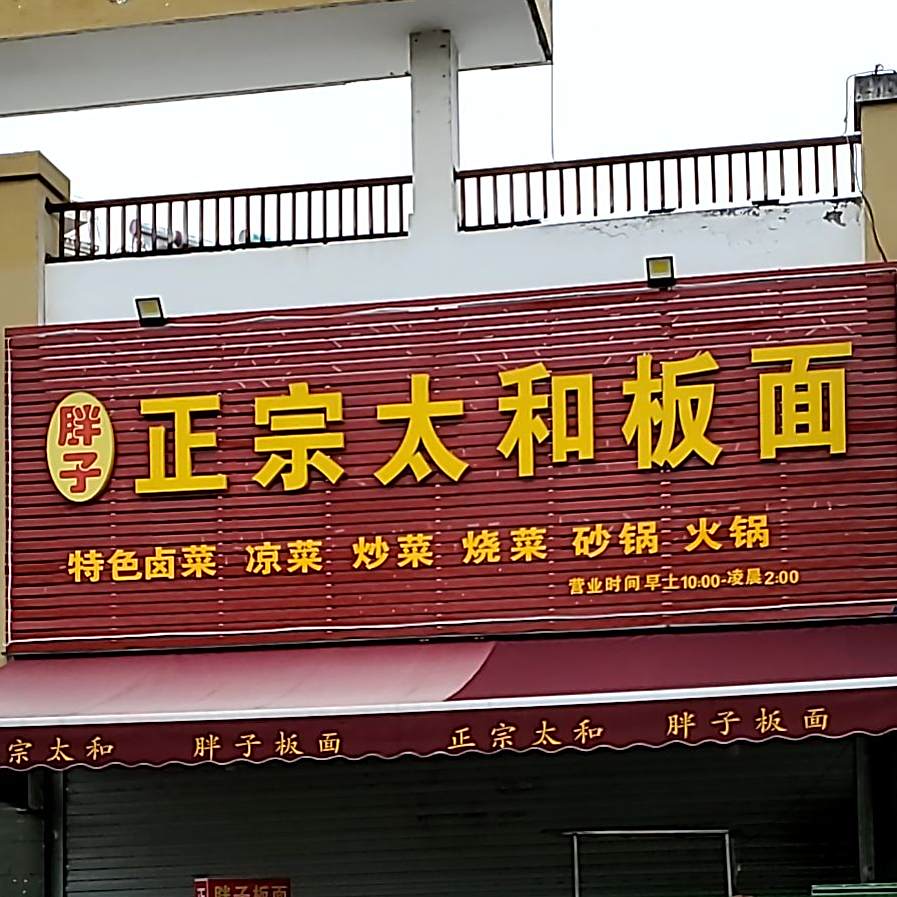 胖子
正宗太和板面
特色卤菜 凉菜 炒菜 烧菜 砂锅 火锅
营业时间 早上10:00-凌晨2:00
宗太和 胖子板面 正宗太和 胖子板面
胖子板面